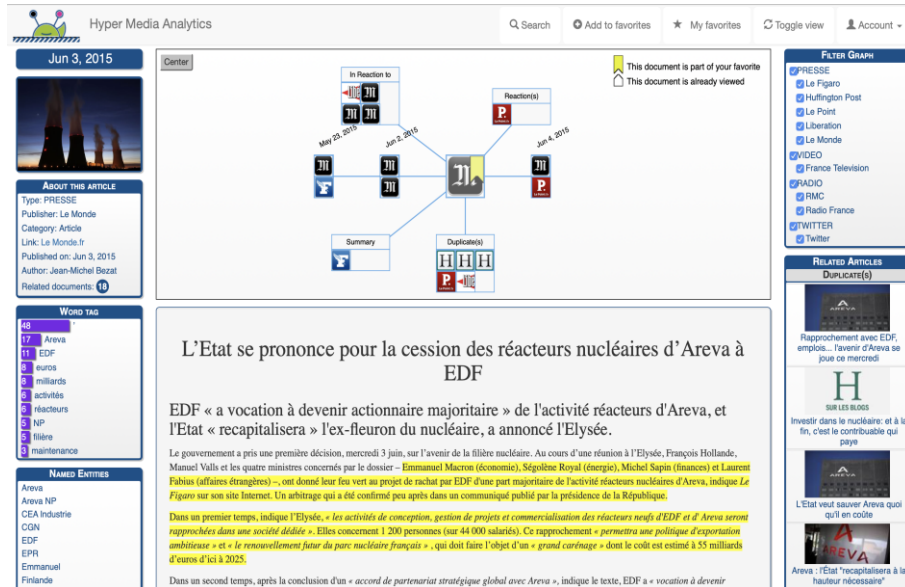 Hyper Media Analytics
Search
Add to favorites
My favorites
Toggle view
Account
Jun 3, 2015
ABOUT THIS ARTICLE
Type: PRESSE
Publisher: Le Monde
Category: Article
Link: Le Monde.fr
Published on: Jun 3, 2015
Author: Jean-Michel Bezat
Related documents: 18
WORD TAG
48 '
17 Areva
11 EDF
8 euros
8 milliards
6 activités
6 réacteurs
5 NP
5 filière
3 maintenance
NAMED ENTITIES
Areva
Areva NP
CEA Industrie
CGN
EDF
EPR
Emmanuel
Finlande
Center
This document is part of your favorite
This document is already viewed
In Reaction to
Reaction(s)
May 23, 2015
Jun 2, 2015
Jun 4, 2015
Summary
Duplicate(s)
H H H
L'Etat se prononce pour la cession des réacteurs nucléaires d'Areva à
EDF
EDF « a vocation à devenir actionnaire majoritaire » de l'activité réacteurs d'Areva, et
l'Etat « recapitalisera » l'ex-fleuron du nucléaire, a annoncé l'Elysée.
Le gouvernement a pris une première décision, mercredi 3 juin, sur l'avenir de la filière nucléaire. Au cours d'une réunion à l'Elysée, François Hollande,
Manuel Valls et les quatre ministres concernés par le dossier – Emmanuel Macron (économie), Ségolène Royal (énergie), Michel Sapin (finances) et Laurent
Fabius (affaires étrangères) –, ont donné leur feu vert au projet de rachat par EDF d'une part majoritaire de l'activité réacteurs nucléaires d'Areva, indique Le
Figaro sur son site Internet. Un arbitrage qui a été confirmé peu après dans un communiqué publié par la présidence de la République.
Dans un premier temps, indique l'Elysée, « les activités de conception, gestion de projets et commercialisation des réacteurs neufs d'EDF et d' Areva seront
rapprochées dans une société dédiée ». Elles concernent 1 200 personnes (sur 44 000 salariés). Ce rapprochement « permettra une politique d'exportation
ambitieuse » et « le renouvellement futur du parc nucléaire français » , qui doit faire l'objet d'un « grand carénage » dont le coût est estimé à 55 milliards
d'euros d'ici à 2025.
Dans un second temps, après la conclusion d'un « accord de partenariat stratégique global avec Areva », indique le texte, EDF a « vocation à devenir
FILTER GRAPH
PRESSE
Le Figaro
Huffington Post
Le Point
Liberation
Le Monde
VIDEO
France Television
RADIO
RMC
Radio France
TWITTER
Twitter
RELATED ARTICLES
DUPLICATE(S)
AREVA
Rapprochement avec EDF,
emplois... l'avenir d'Areva se
joue ce mercredi
H
SUR LES BLOGS
Investir dans le nucléaire: et à la
fin, c'est le contribuable qui
paye
AREVA
L'Etat veut sauver Areva quoi
qu'il en coûte
AREVA
Areva : l'État "recapitalisera à la
hauteur nécessaire"